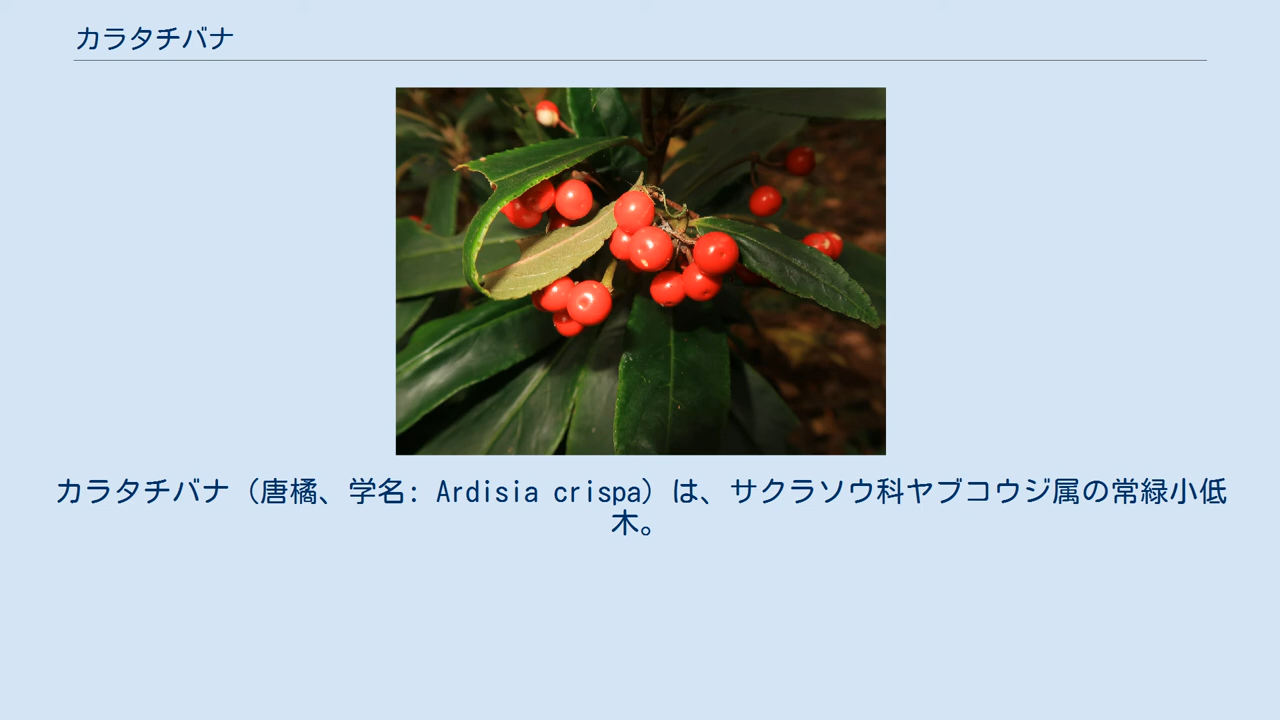 カラタチバナ
カラタチバナ（唐橘、学名: Ardisia crispa）は、サクラソウ科ヤブコウジ属の常緑小低
木。